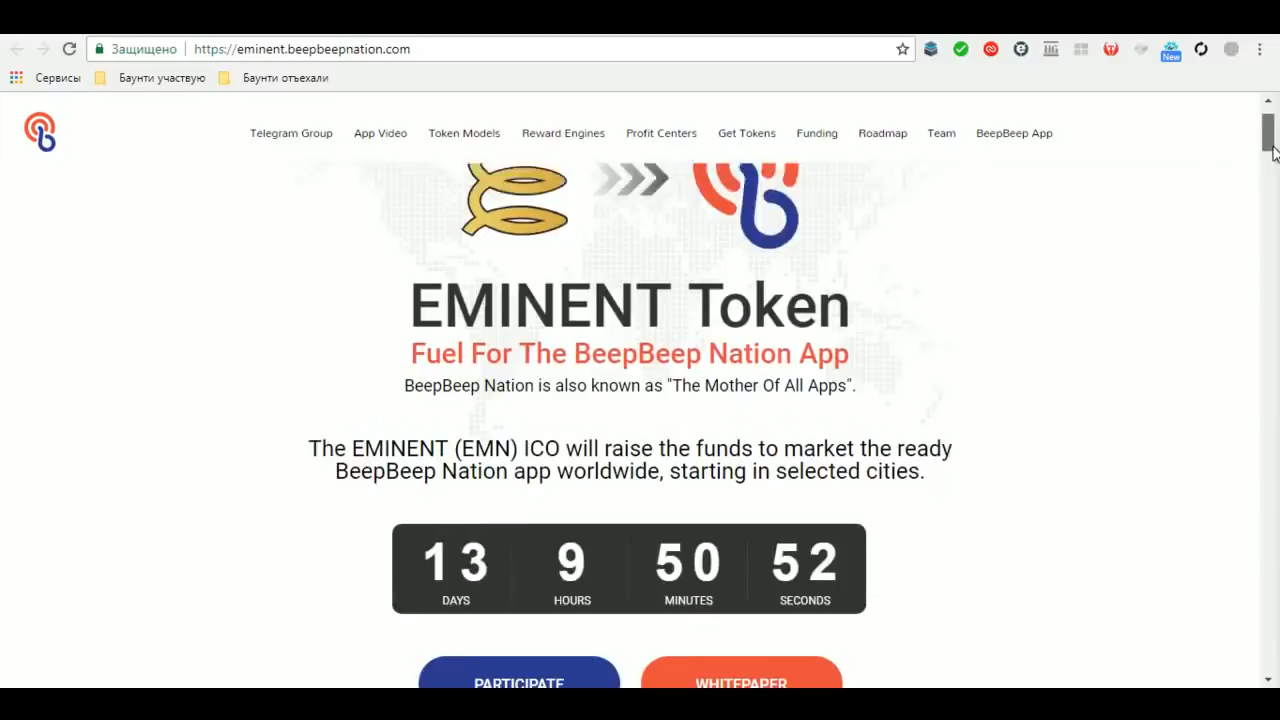 Защищено https://eminent.beepbeepnation.com
New
Сервисы Баунти участвую Баунти отъехали
Telegram Group App Video Token Models Reward Engines Profit Centers Get Tokens Funding Roadmap Team BeepBeep App
EMINENT Token
Fuel For The BeepBeep Nation App
BeepBeep Nation is also known as "The Mother Of All Apps".
The EMINENT (EMN) ICO will raise the funds to market the ready
BeepBeep Nation app worldwide, starting in selected cities.
13 9 50 52
DAYS HOURS MINUTES SECONDS
PARTICIPATE WHITEPAPER